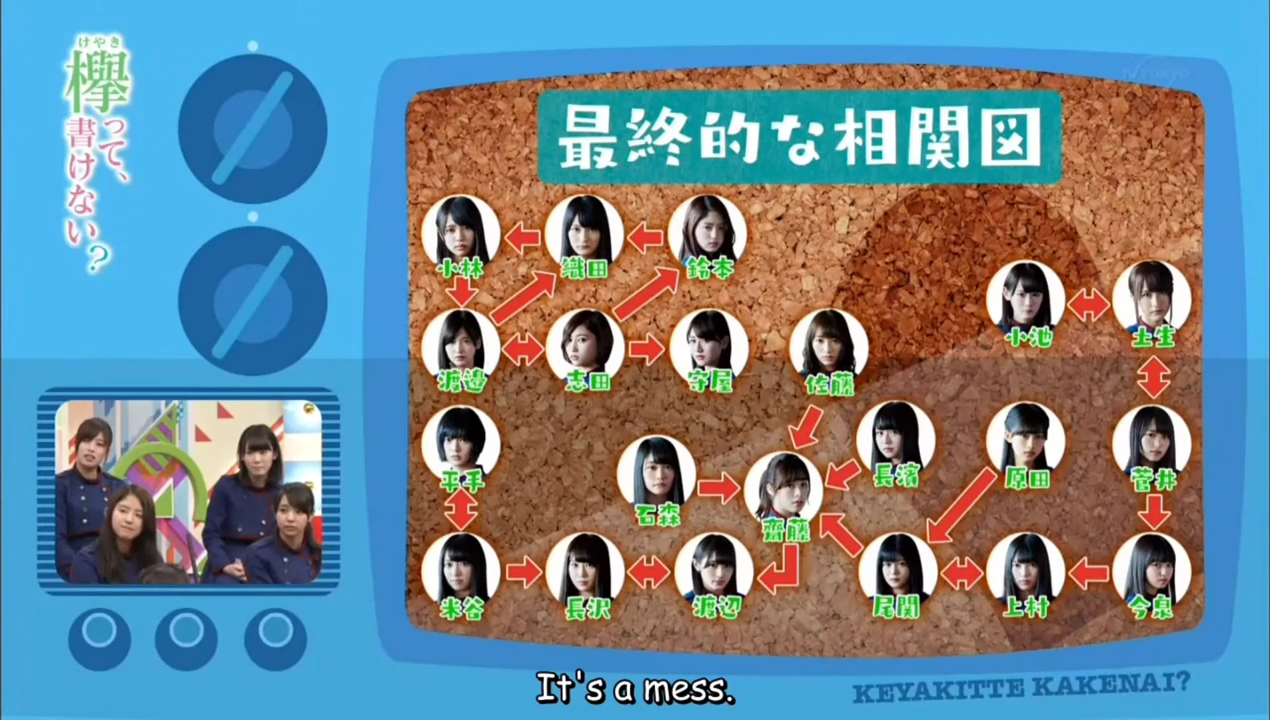 けやき
欅って、
書けない?
tv tokyo
最終的な相関図
小林
織田
鈴本
小池
土生
渡邉
志田
守屋
佐藤
平手
石森
齋藤
長濱
原田
菅井
米谷
長沢
渡辺
尾関
上村
今泉
It's a mess.
KEYAKITTE KAKENAI?